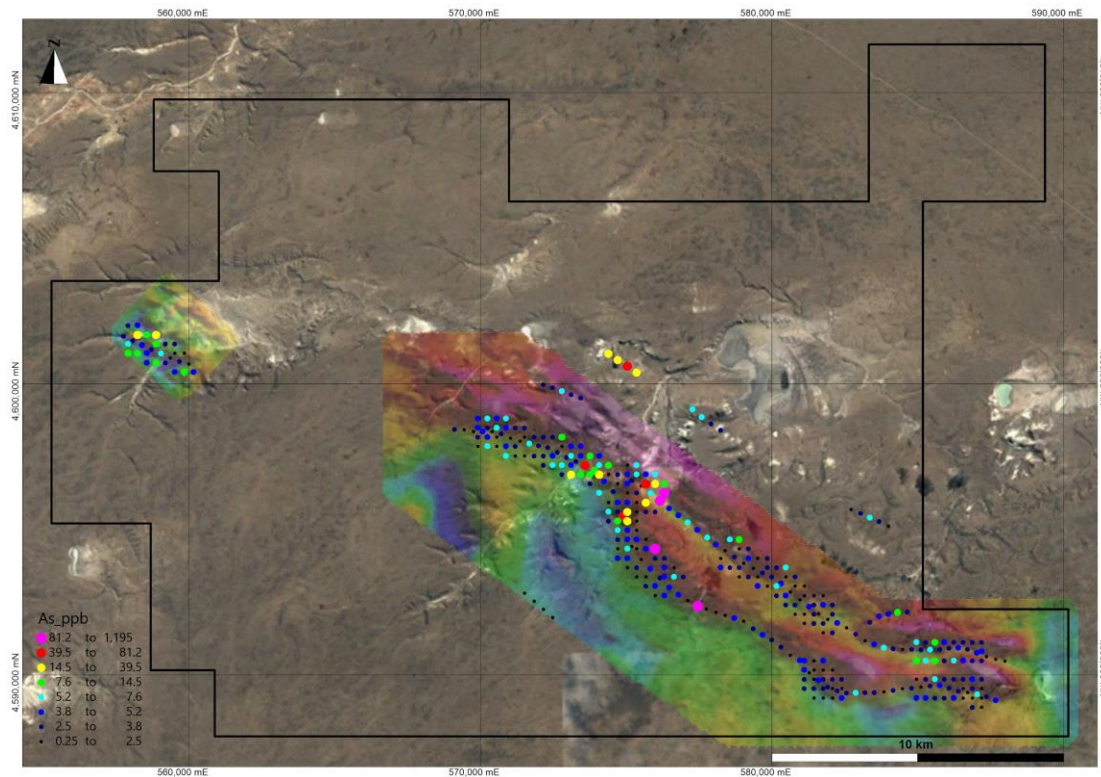 560,000 mE
570,000 mE
580,000 mE
590,000 mE
N
4,610,000 mN
4,600,000 mN
4,590,000 mN
As_ppb
81.2 to 1,195
39.5 to 81.2
14.5 to 39.5
7.6 to 14.5
5.2 to 7.6
3.8 to 5.2
2.5 to 3.8
0.25 to 2.5
10 km
560,000 mE
570,000 mE
580,000 mE